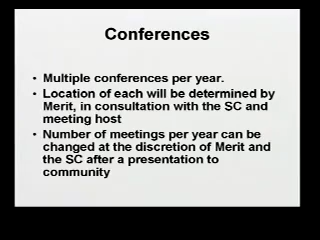 Conferences
• Multiple conferences per year.
• Location of each will be determined by
Merit, in consultation with the SC and
meeting host
• Number of meetings per year can be
changed at the discretion of Merit and
the SC after a presentation to
community